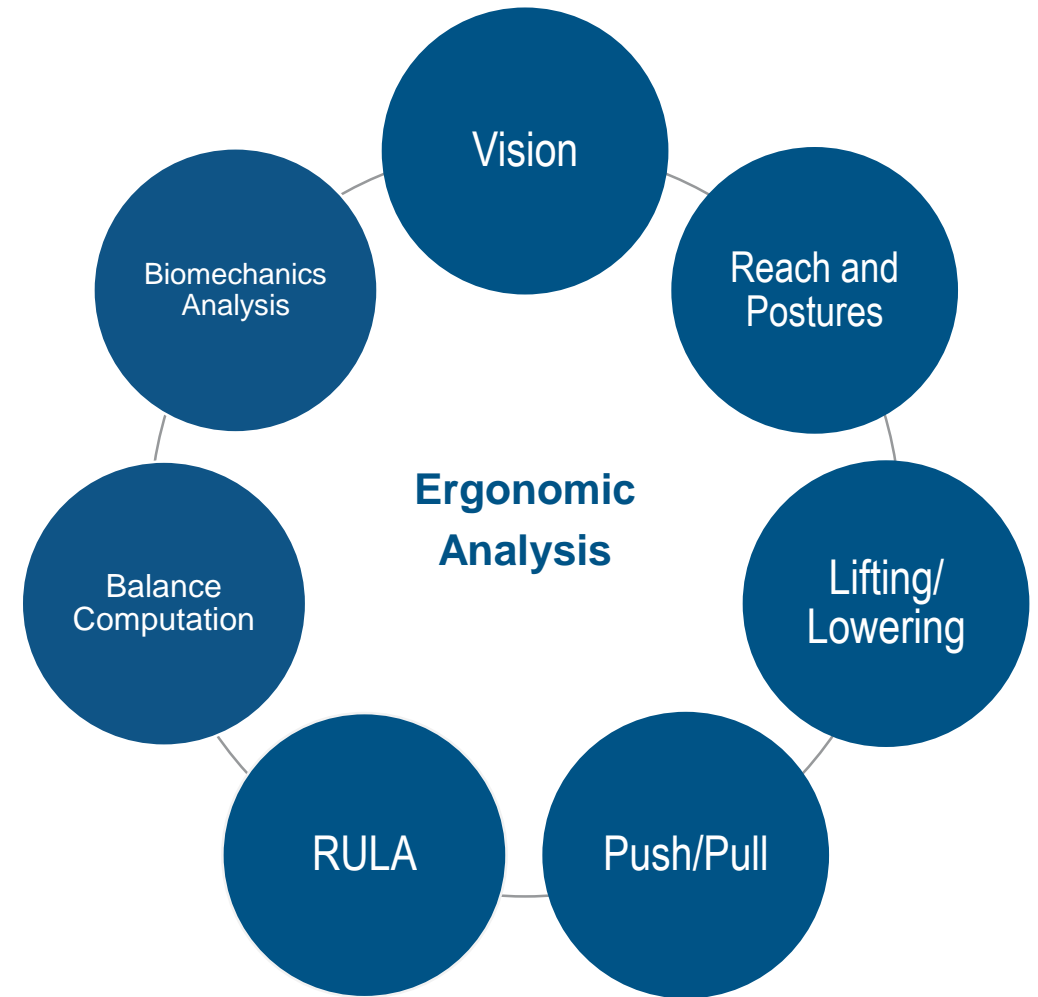 Vision
Reach and
Postures
Lifting/
Lowering
Push/Pull
RULA
Balance
Computation
Biomechanics
Analysis
Ergonomic
Analysis